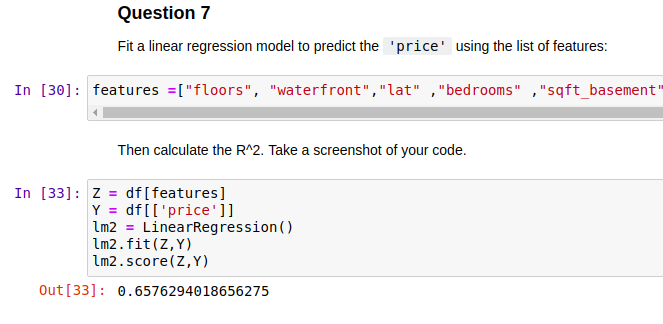 Question 7
Fit a linear regression model to predict the 'price' using the list of features:
In [30]: features =["floors", "waterfront","lat" ,"bedrooms" ,"sqft_basement"
Then calculate the R^2. Take a screenshot of your code.
In [33]: Z = df[features]
Y = df[['price']]
lm2 = LinearRegression()
lm2.fit(Z,Y)
lm2.score(Z,Y)
Out[33]: 0.6576294018656275